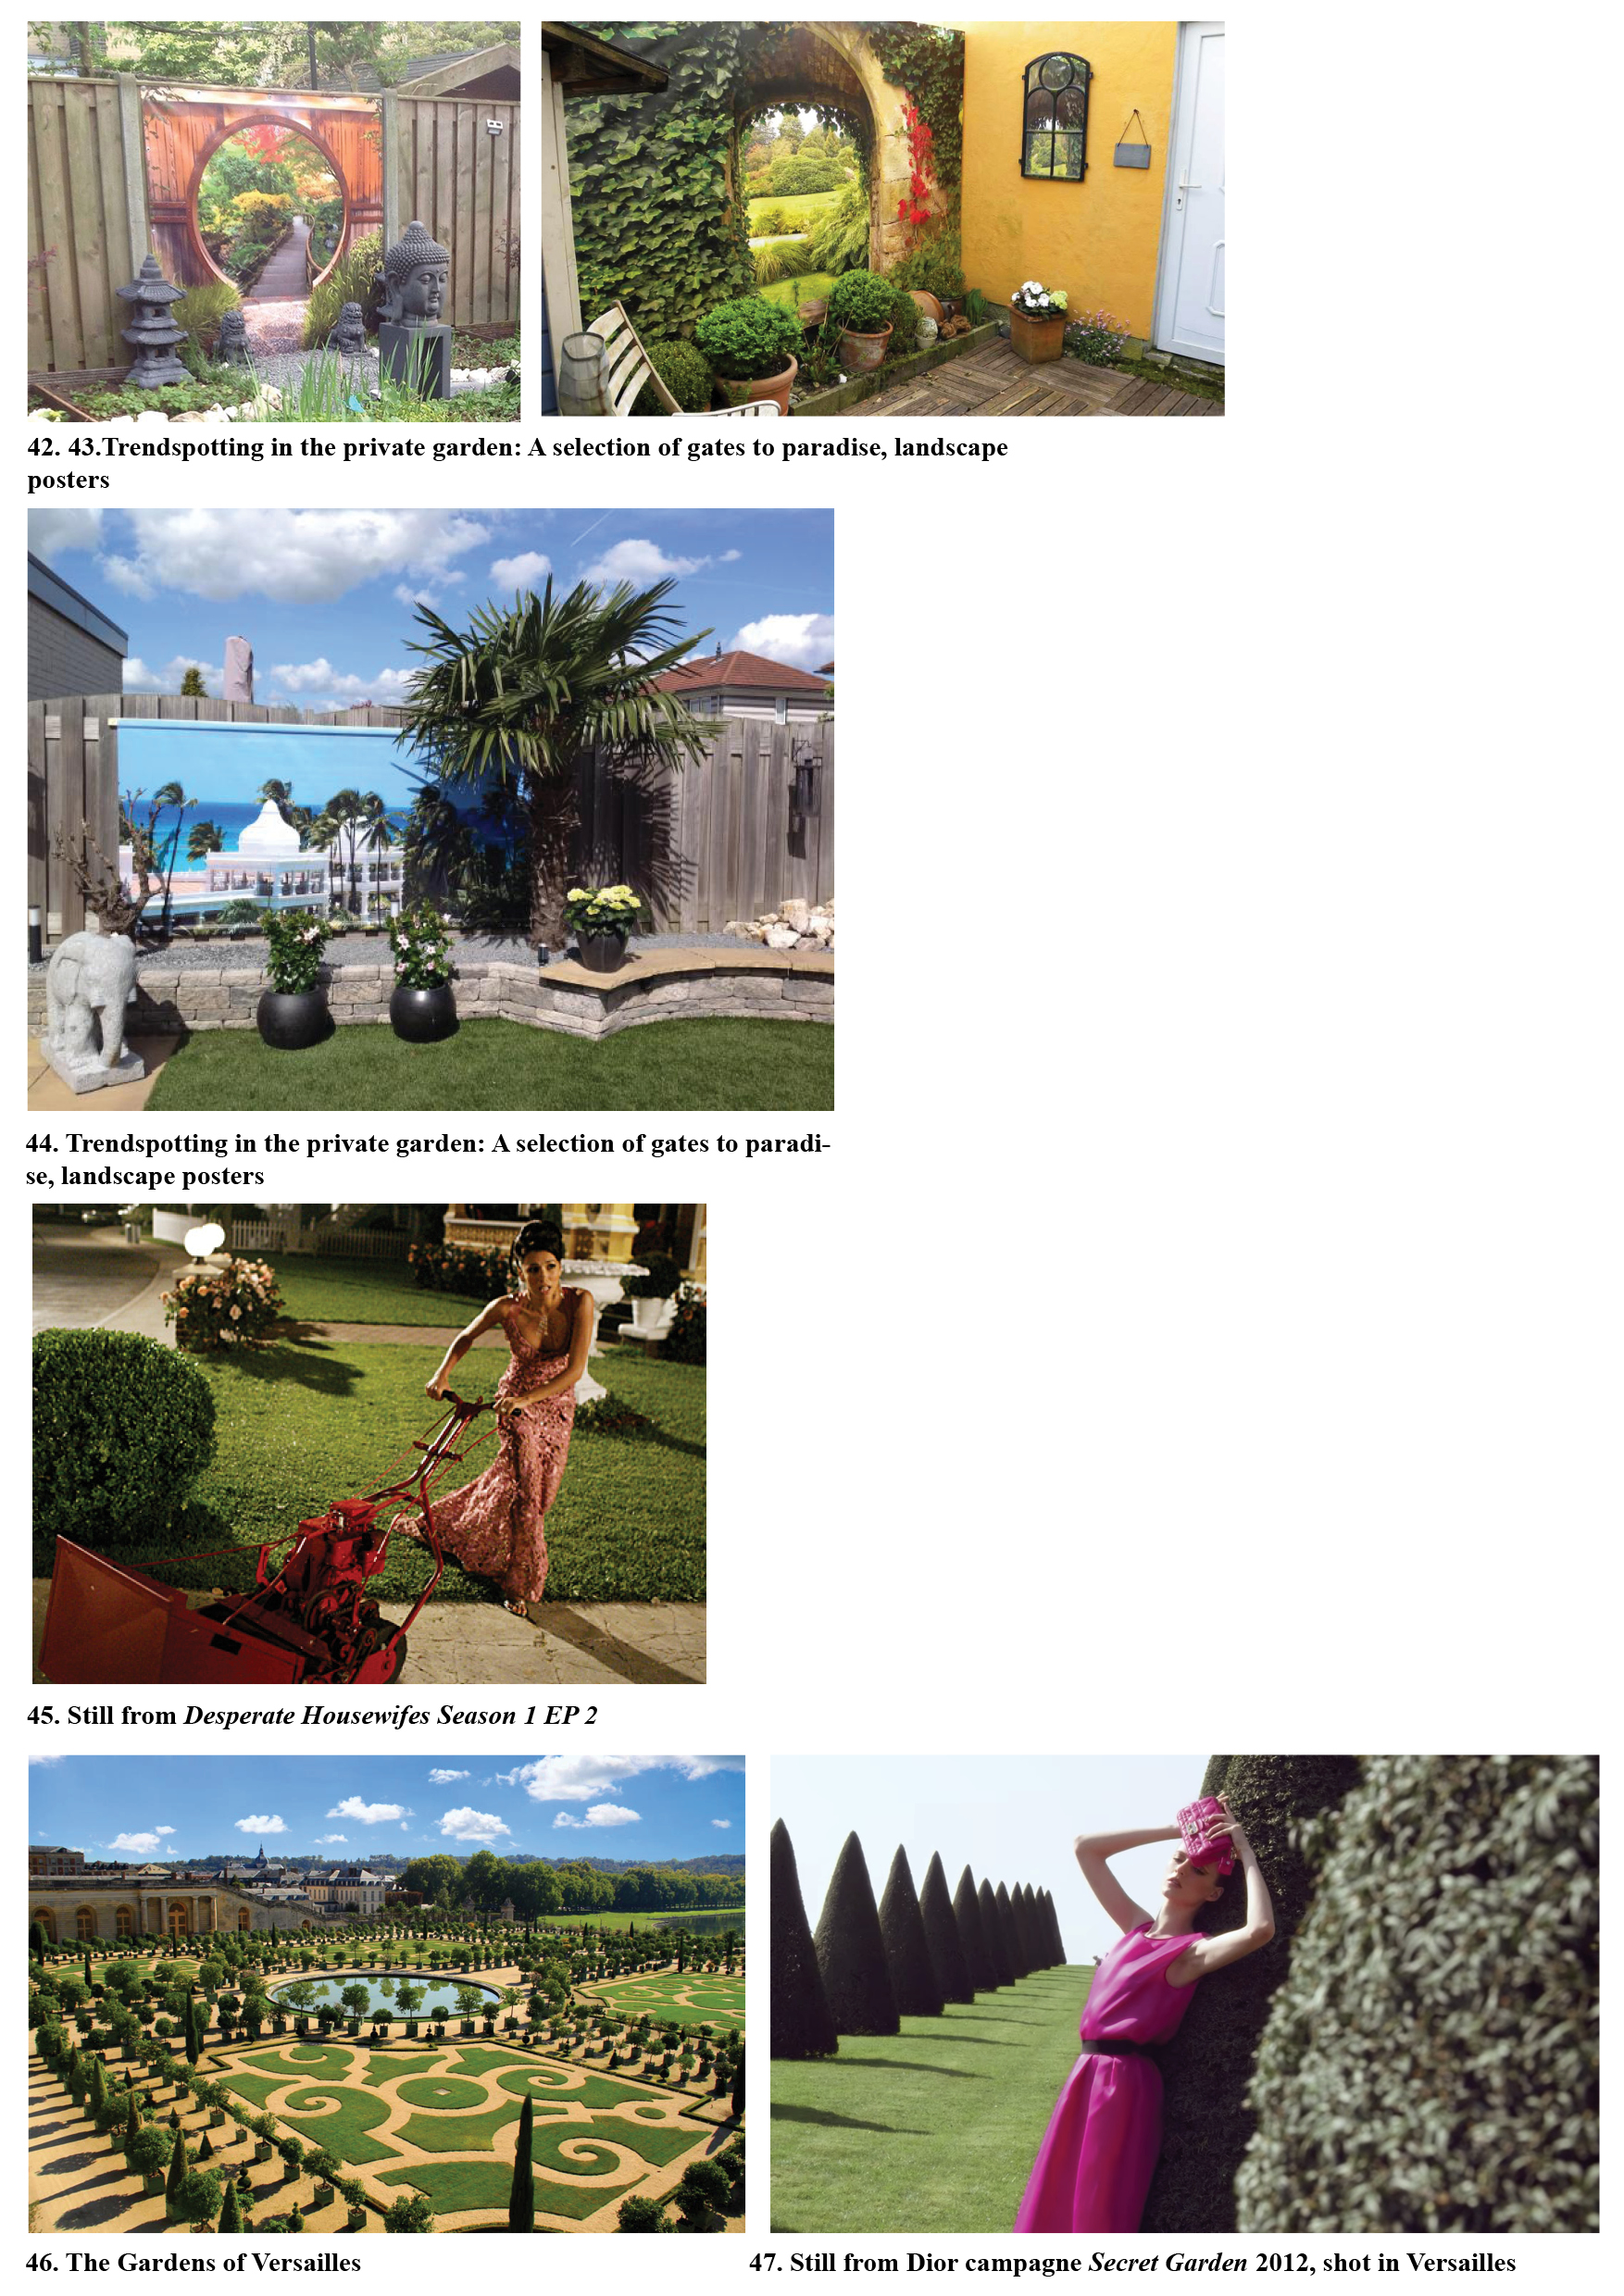 42. 43.Trendspotting in the private garden: A selection of gates to paradise, landscape
posters
44. Trendspotting in the private garden: A selection of gates to paradi-
se, landscape posters
45. Still from Desperate Housewifes Season 1 EP 2
46. The Gardens of Versailles
47. Still from Dior campagne Secret Garden 2012, shot in Versailles